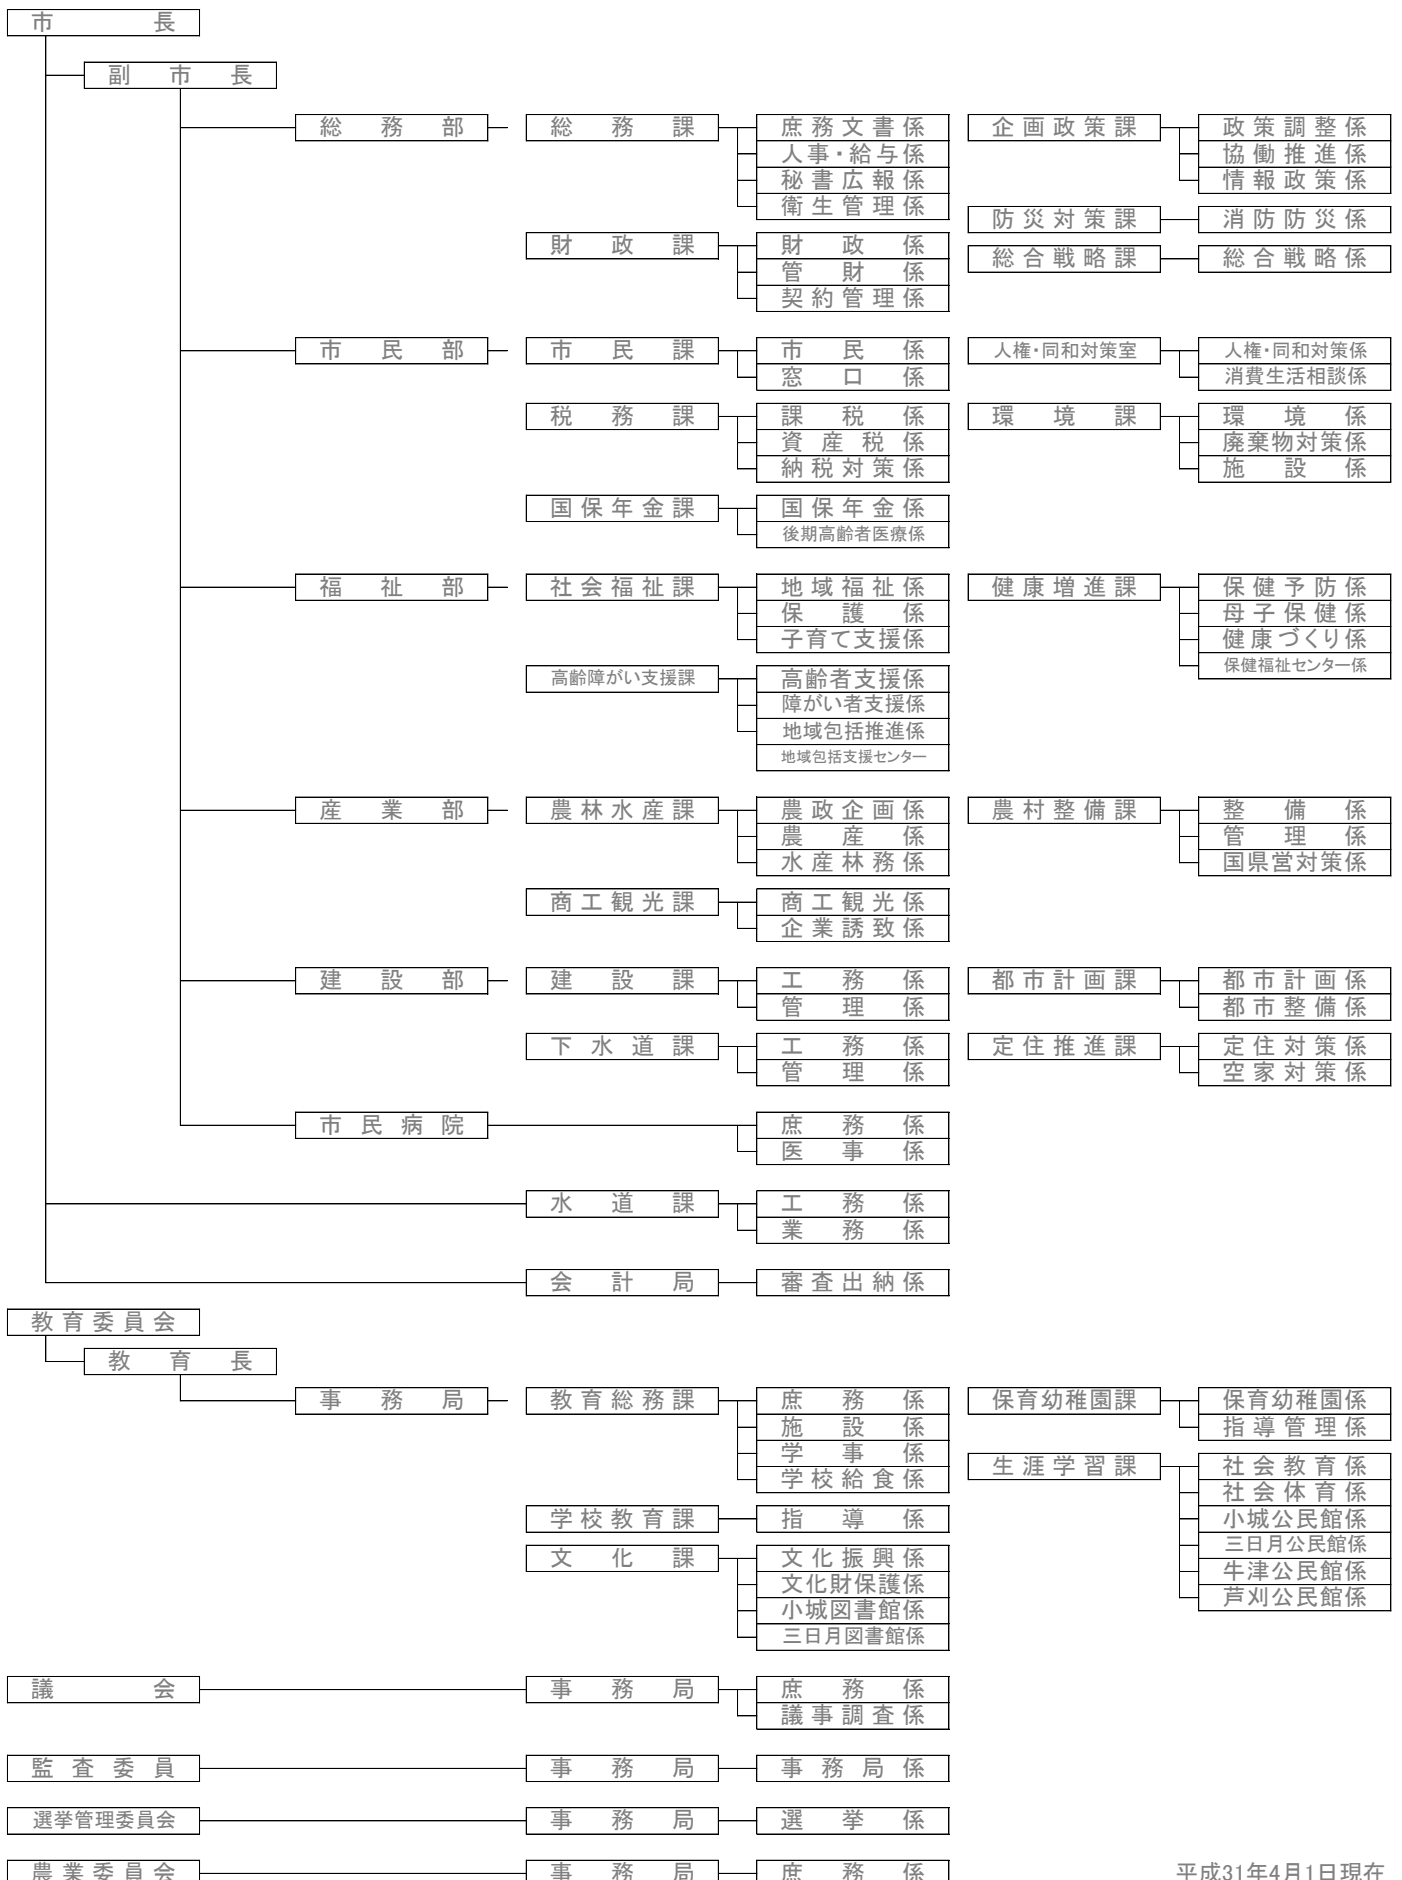 市長
副市長
総務部 総務課 庶務文書係 企画政策課 政策調整係
人事・給与係 協働推進係
秘書広報係 情報政策係
衛生管理係 防災対策課 消防防災係
財政課 財政係 総合戦略課 総合戦略係
管財係
契約管理係
市民部 市民課 市民係 人権・同和対策室 人権・同和対策係
窓口係 消費生活相談係
税務課 課税係 環境課 環境係
資産税係 廃棄物対策係
納税対策係 施設係
国保年金課 国保年金係
後期高齢者医療係
福祉部 社会福祉課 地域福祉係 健康増進課 保健予防係
保護係 母子保健係
子育て支援係 健康づくり係
保健福祉センター係
高齢障がい支援課 高齢者支援係
障がい者支援係
地域包括推進係
地域包括支援センター
産業部 農林水産課 農政企画係 農村整備課 整備係
農産係 管理係
水産林務係 国県営対策係
商工観光課 商工観光係
企業誘致係
建設部 建設課 工務係 都市計画課 都市計画係
管理係 都市整備係
下水道課 工務係 定住推進課 定住対策係
管理係 空家対策係
市民病院 庶務係
医事係
水道課 工務係
業務係
会計局 審査出納係
教育委員会
教育長
事務局 教育総務課 庶務係 保育幼稚園課 保育幼稚園係
施設係 指導管理係
学事係 生涯学習課 社会教育係
学校給食係 社会体育係
学校教育課 指導係 小城公民館係
三日月公民館係
文化課 文化振興係 牛津公民館係
文化財保護係 芦刈公民館係
小城図書館係
三日月図書館係
議会 事務局 庶務係
議事調査係
監査委員 事務局 事務局係
選挙管理委員会 事務局 選挙係
農業委員会 事務局 庶務係 平成31年4月1日現在